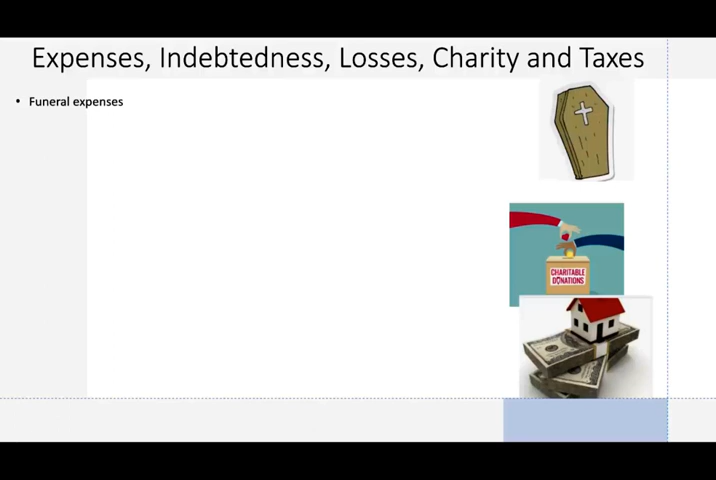 Expenses, Indebtedness, Losses, Charity and Taxes
• Funeral expenses
CHARITABLE
DONATIONS